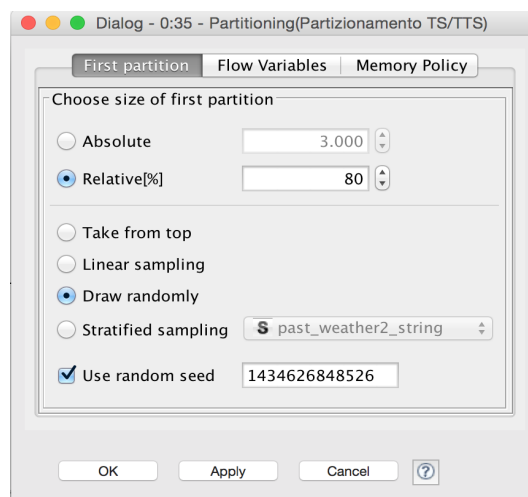 Dialog - 0:35 - Partitioning(Partizionamento TS/TTS)
First partition Flow Variables Memory Policy
Choose size of first partition
Absolute 3.000
Relative[%] 80
Take from top
Linear sampling
Draw randomly
Stratified sampling S past_weather2_string
Use random seed 1434626848526
OK Apply Cancel ?